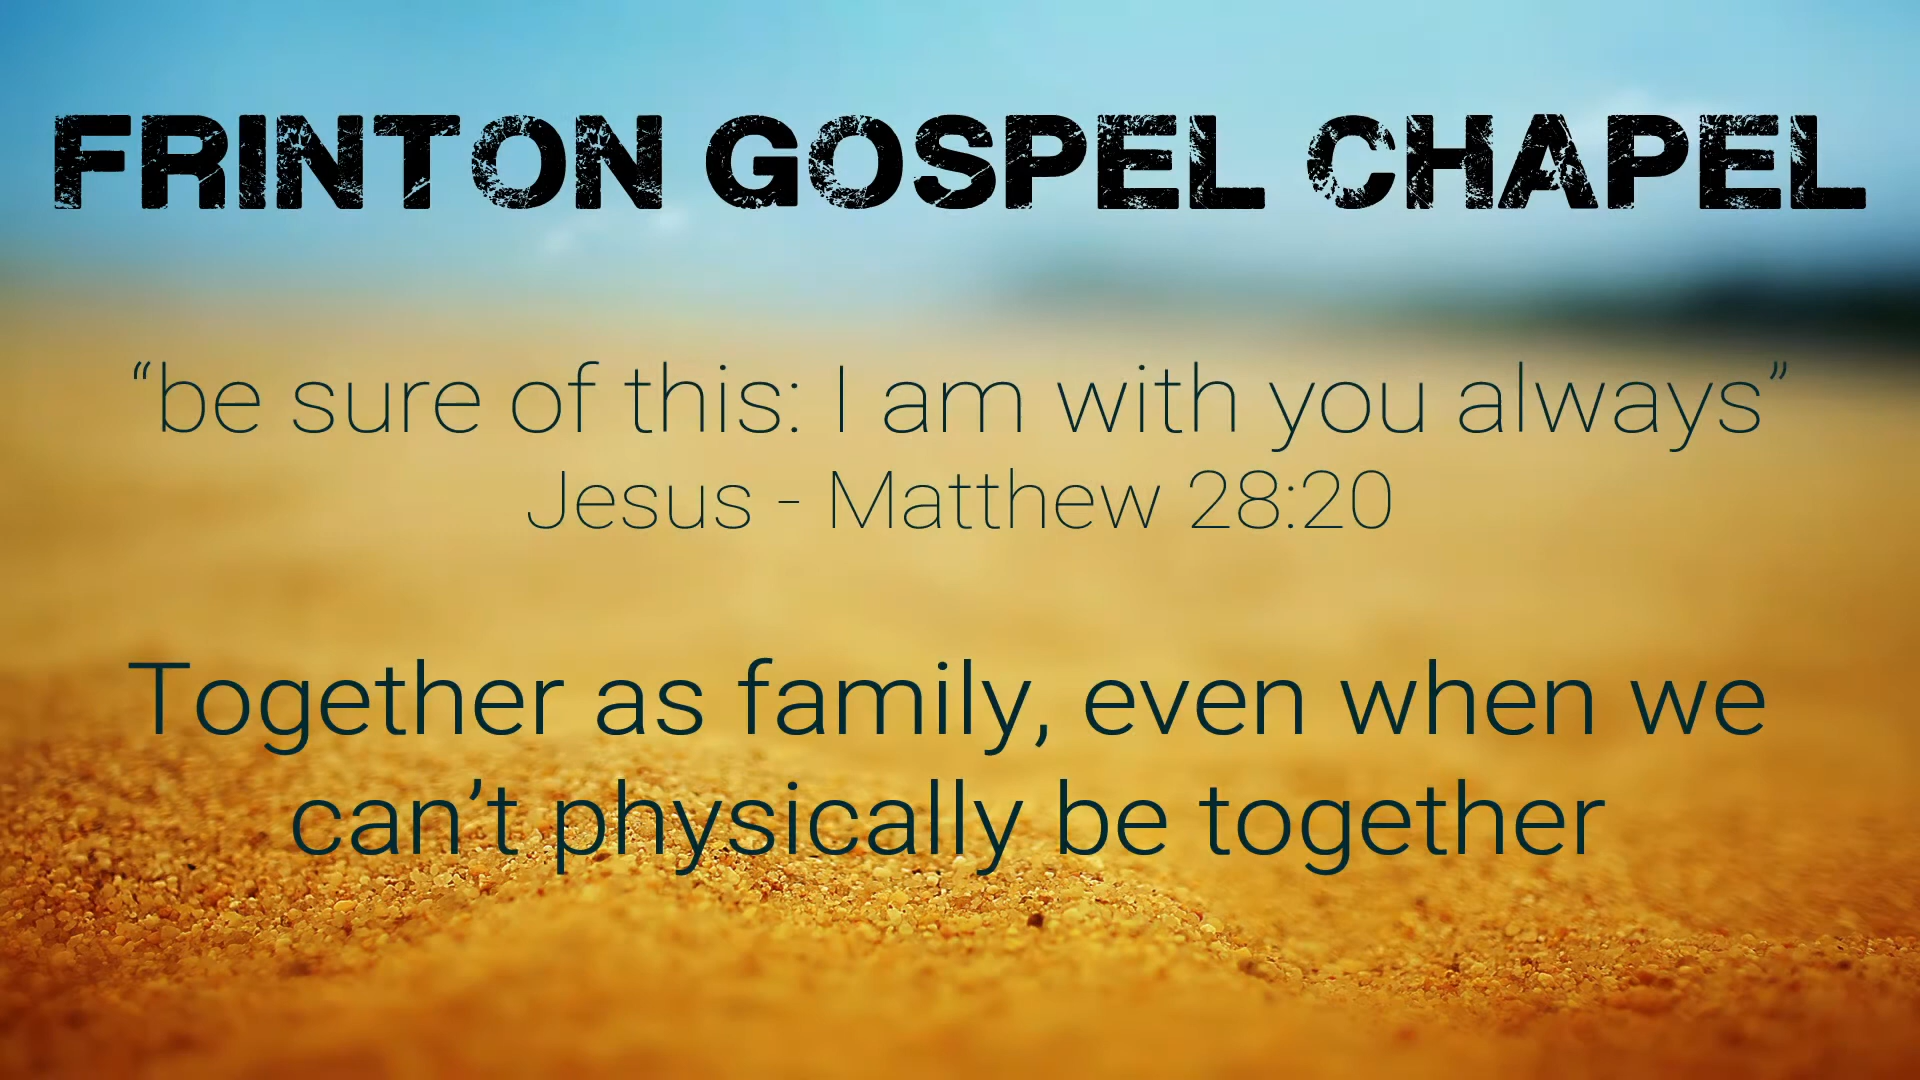 FRINTON GOSPEL CHAPEL
“be sure of this: I am with you always”
Jesus - Matthew 28:20
Together as family, even when we
can’t physically be together